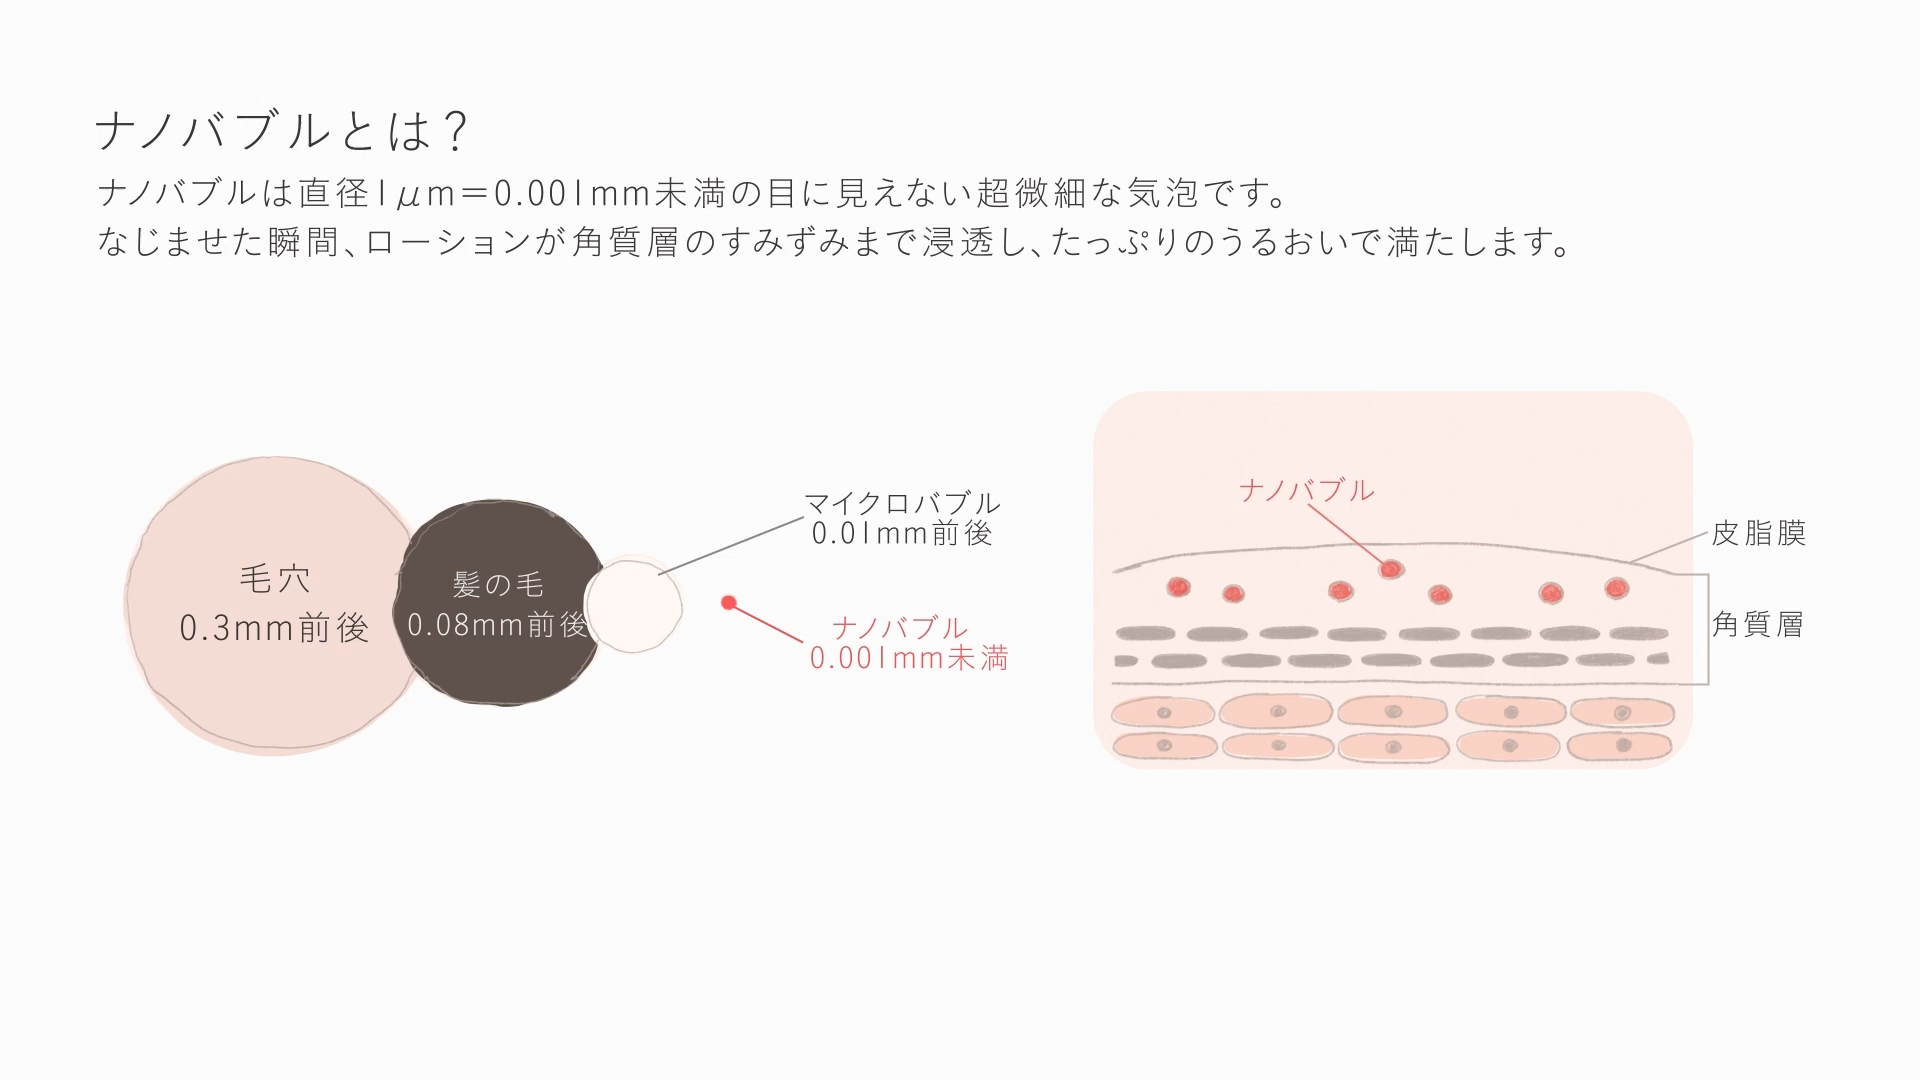 ナノバブルとは？
ナノバブルは直径1μm＝0.001mm未満の目に見えない超微細な気泡です。
なじませた瞬間、ローションが角質層のすみずみまで浸透し、たっぷりのうるおいで満たします。
毛穴
0.3mm前後
髪の毛
0.08mm前後
マイクロバブル
0.01mm前後
ナノバブル
0.001mm未満
ナノバブル
皮脂膜
角質層